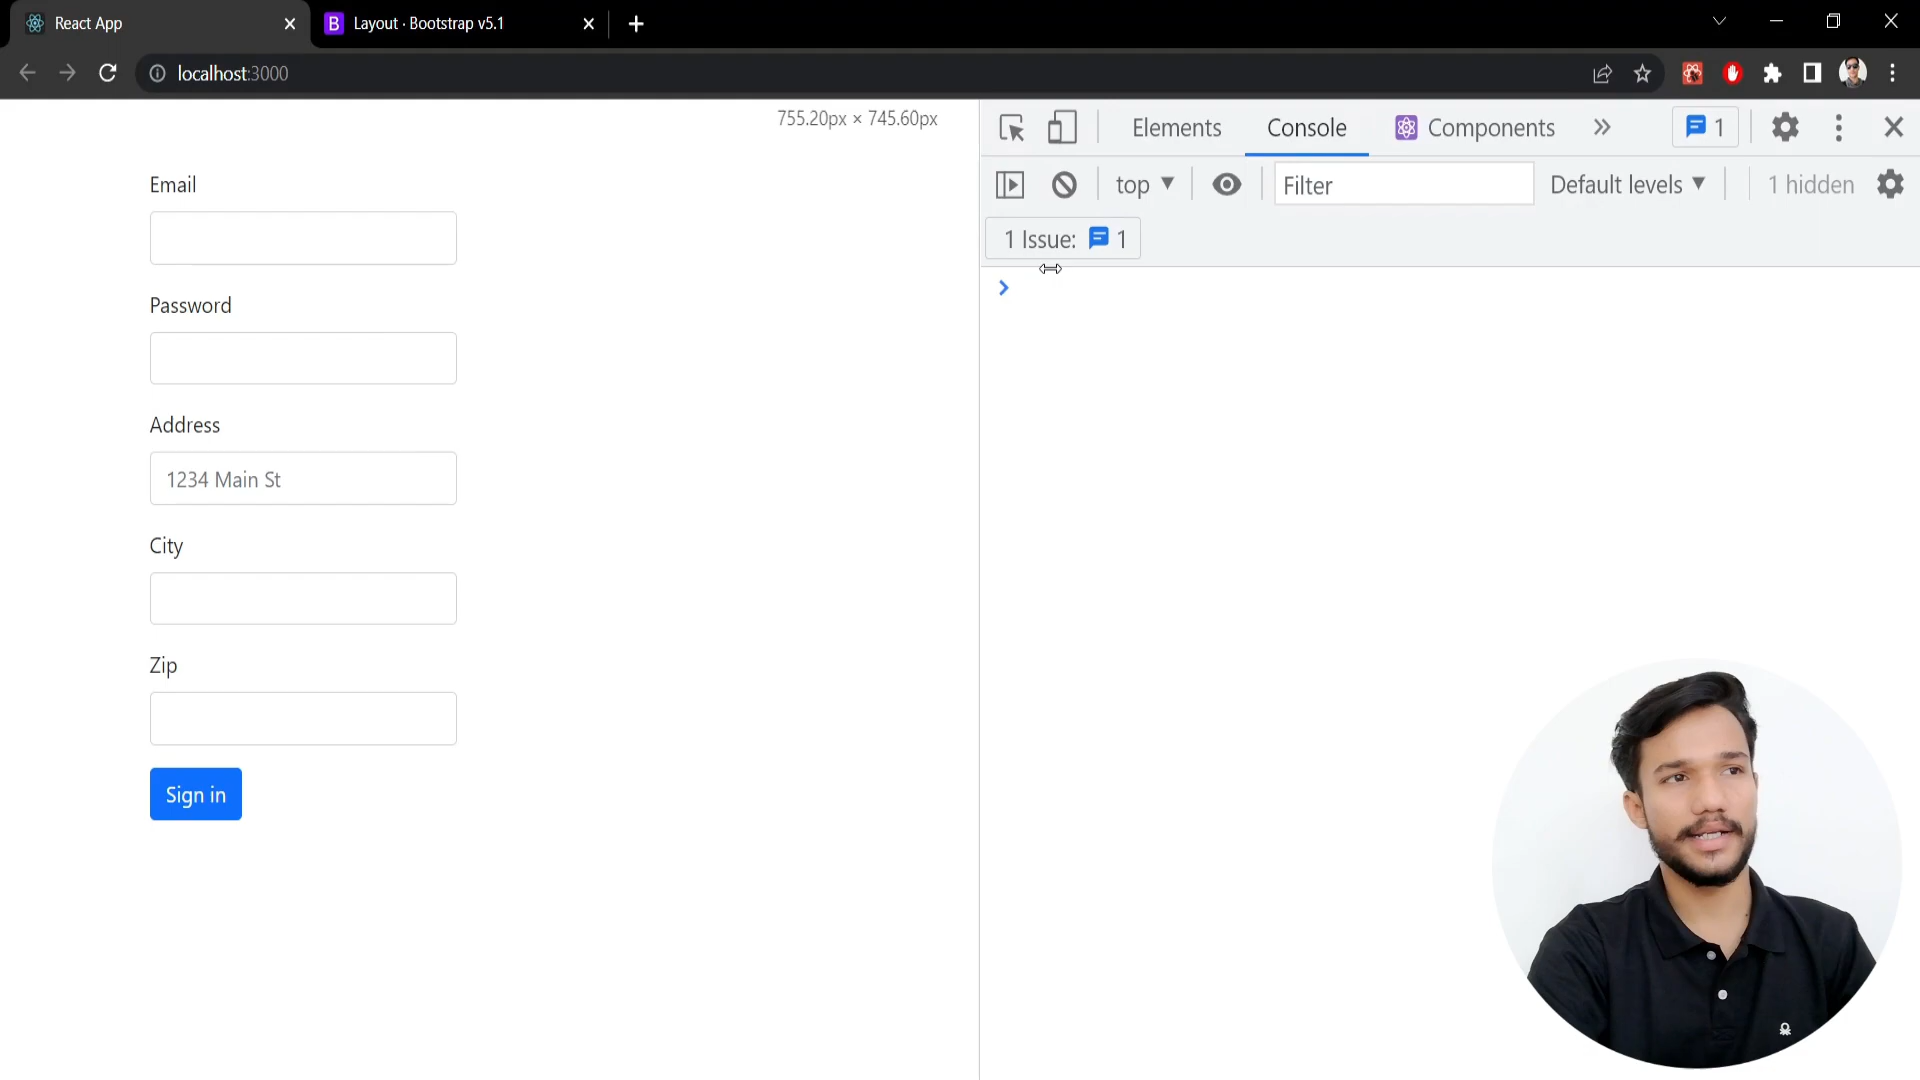 React App
B Layout · Bootstrap v5.1
localhost:3000
755.20px × 745.60px
Elements Console Components 1
top Filter Default levels 1 hidden
1 Issue: 1
Email
Password
Address
1234 Main St
City
Zip
Sign in